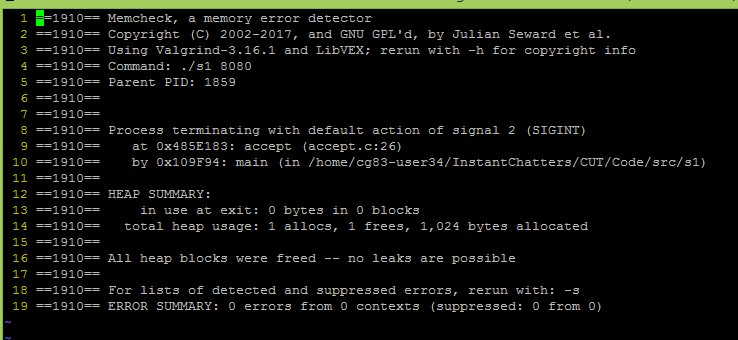 1 ==1910== Memcheck, a memory error detector
2 ==1910== Copyright (C) 2002-2017, and GNU GPL'd, by Julian Seward et al.
3 ==1910== Using Valgrind-3.16.1 and LibVEX; rerun with -h for copyright info
4 ==1910== Command: ./s1 8080
5 ==1910== Parent PID: 1859
6 ==1910==
7 ==1910==
8 ==1910== Process terminating with default action of signal 2 (SIGINT)
9 ==1910==    at 0x485E183: accept (accept.c:26)
10 ==1910==    by 0x109F94: main (in /home/cg83-user34/InstantChatters/CUT/Code/src/s1)
11 ==1910==
12 ==1910== HEAP SUMMARY:
13 ==1910==     in use at exit: 0 bytes in 0 blocks
14 ==1910==   total heap usage: 1 allocs, 1 frees, 1,024 bytes allocated
15 ==1910==
16 ==1910== All heap blocks were freed -- no leaks are possible
17 ==1910==
18 ==1910== For lists of detected and suppressed errors, rerun with: -s
19 ==1910== ERROR SUMMARY: 0 errors from 0 contexts (suppressed: 0 from 0)
~
~